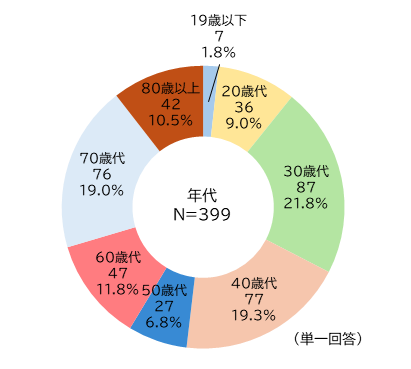 19歳以下
7
1.8%
20歳代
36
9.0%
30歳代
87
21.8%
40歳代
77
19.3%
50歳代
27
6.8%
60歳代
47
11.8%
70歳代
76
19.0%
80歳以上
42
10.5%
年代
N=399
（単一回答）